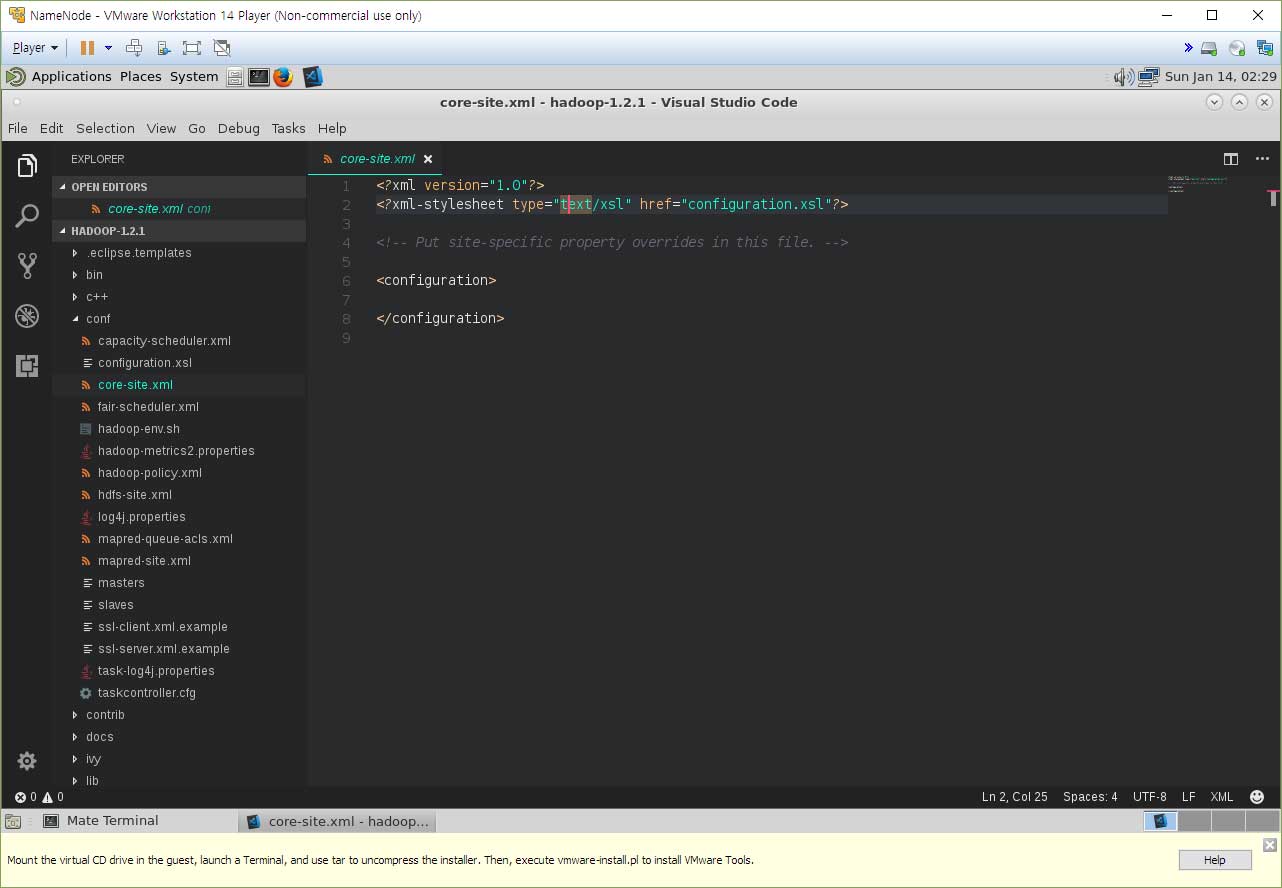 NameNode - VMware Workstation 14 Player (Non-commercial use only)
Player
Applications Places System
Sun Jan 14, 02:29
core-site.xml - hadoop-1.2.1 - Visual Studio Code
File Edit Selection View Go Debug Tasks Help
EXPLORER
OPEN EDITORS
core-site.xml conf
HADOOP-1.2.1
.eclipse.templates
bin
c++
conf
capacity-scheduler.xml
configuration.xsl
core-site.xml
fair-scheduler.xml
hadoop-env.sh
hadoop-metrics2.properties
hadoop-policy.xml
hdfs-site.xml
log4j.properties
mapred-queue-acls.xml
mapred-site.xml
masters
slaves
ssl-client.xml.example
ssl-server.xml.example
task-log4j.properties
taskcontroller.cfg
contrib
docs
ivy
lib
core-site.xml
1 <?xml version="1.0"?>
2 <?xml-stylesheet type="text/xsl" href="configuration.xsl"?>
3
4 <!-- Put site-specific property overrides in this file. -->
5
6 <configuration>
7
8 </configuration>
9
0 0
Ln 2, Col 25 Spaces: 4 UTF-8 LF XML
Mate Terminal
core-site.xml - hadoop...
Mount the virtual CD drive in the guest, launch a Terminal, and use tar to uncompress the installer. Then, execute vmware-install.pl to install VMware Tools.
Help